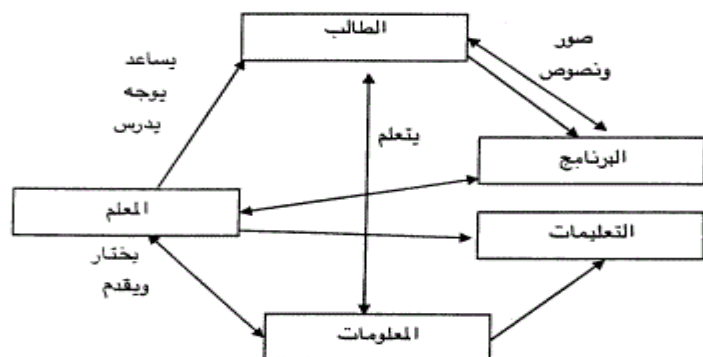 الطالب
صور
ونصوص
يساعد
يوجه
يدرس
يتعلم
البرنامج
المعلم
التعليمات
يختار
ويقدم
المعلومات